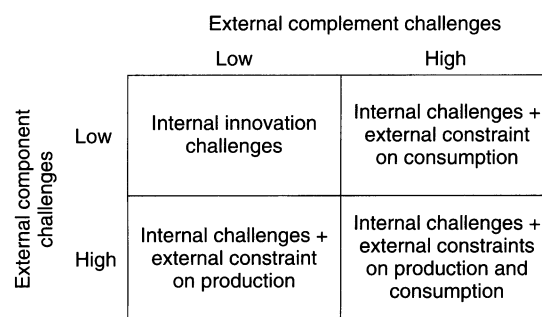 External complement challenges
Low
High
External component
challenges
Low
Internal innovation
challenges
Internal challenges +
external constraint
on consumption
High
Internal challenges +
external constraint
on production
Internal challenges +
external constraints
on production and
consumption